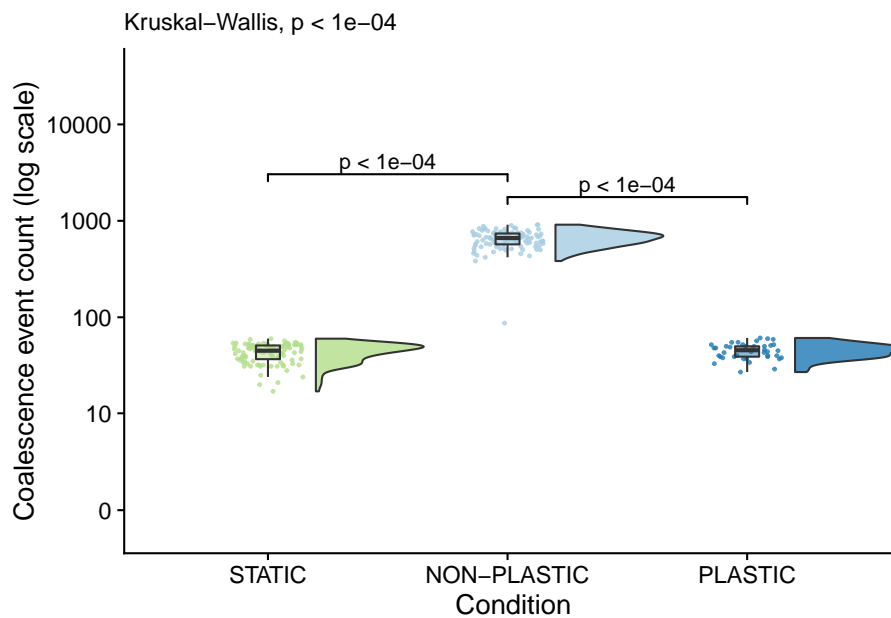 Kruskal−Wallis, p < 1e−04
Coalescence event count (log scale)
10000
1000
100
10
0
p < 1e−04
p < 1e−04
STATIC
NON−PLASTIC
PLASTIC
Condition